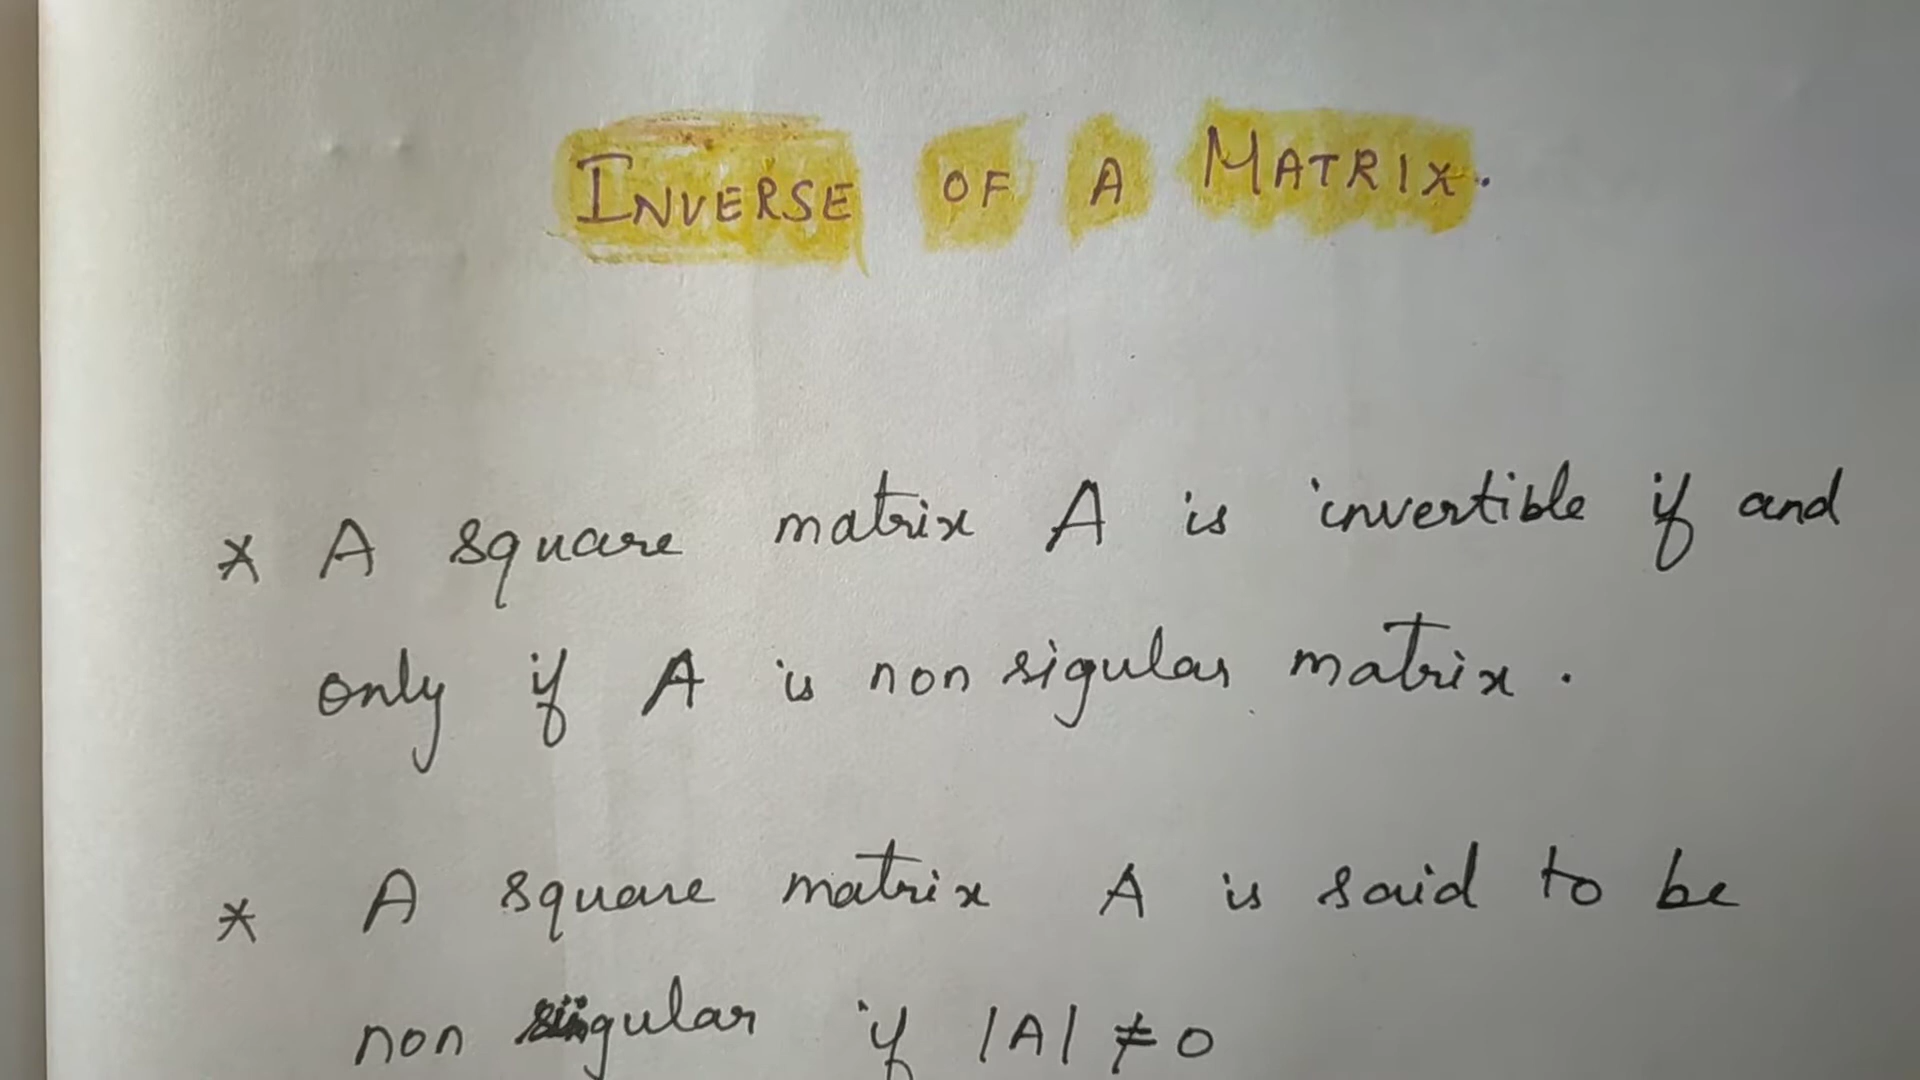 INVERSE OF A MATRIX.
* A square matrix A is invertible if and
only if A is non sigular matrix.
* A square matrix A is said to be
non singular if |A| ≠ 0